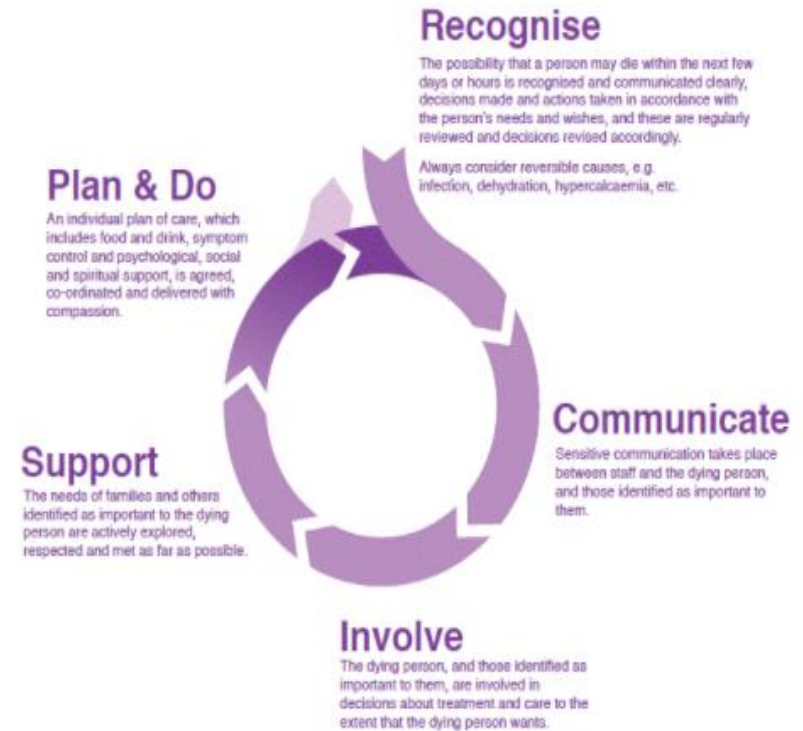 Recognise
The possibility that a person may die within the next few
days or hours is recognised and communicated clearly,
decisions made and actions taken in accordance with
the person's needs and wishes, and these are regularly
reviewed and decisions revised accordingly.
Always consider reversible causes, e.g.
infection, dehydration, hypercalcaemia, etc.
Communicate
Sensitive communication takes place
between staff and the dying person,
and those identified as important to
them.
Involve
The dying person, and those identified as
important to them, are involved in
decisions about treatment and care to the
extent that the dying person wants.
Support
The needs of families and others
identified as important to the dying
person are actively explored,
respected and met as far as possible.
Plan & Do
An individual plan of care, which
includes food and drink, symptom
control and psychological, social
and spiritual support, is agreed,
co-ordinated and delivered with
compassion.